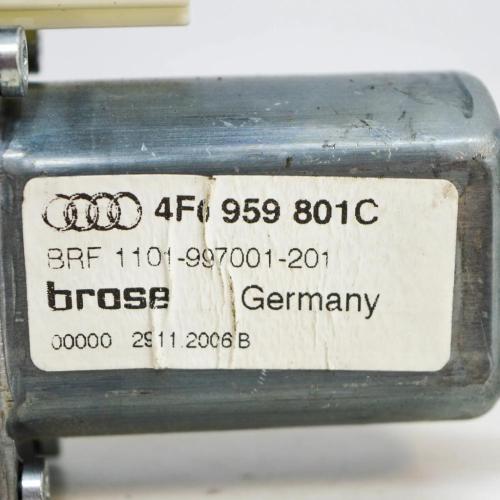 4F0 959 801C
BRF 1101-997001-201
brose Germany
00000 29.11.2006 B